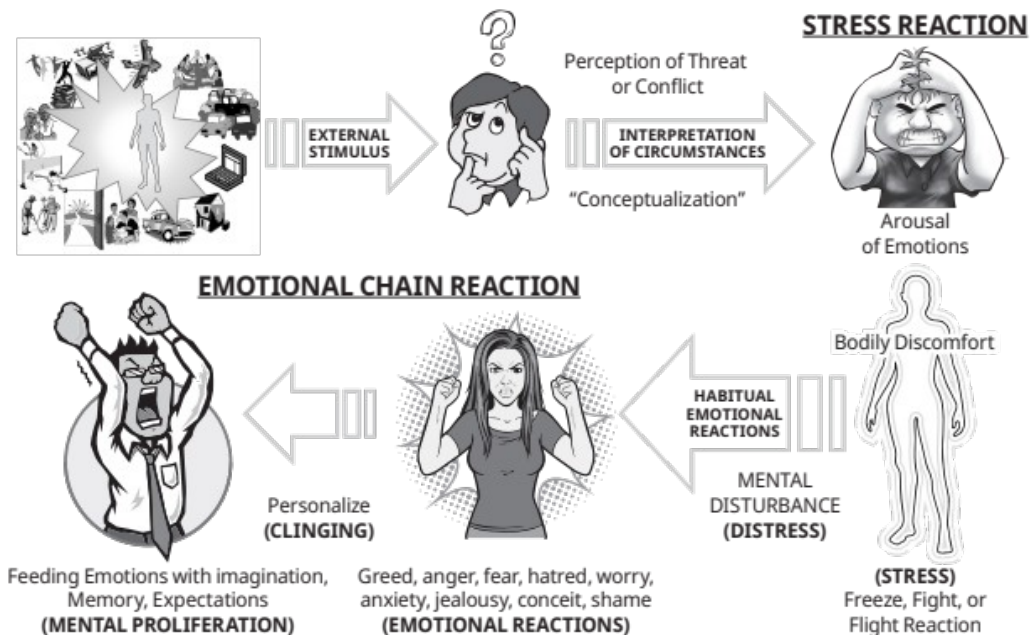 ?
STRESS REACTION
Perception of Threat
or Conflict
EXTERNAL
STIMULUS
INTERPRETATION
OF CIRCUMSTANCES
“Conceptualization”
Arousal
of Emotions
EMOTIONAL CHAIN REACTION
Bodily Discomfort
HABITUAL
EMOTIONAL
REACTIONS
MENTAL
DISTURBANCE
(DISTRESS)
Personalize
(CLINGING)
Feeding Emotions with imagination,
Memory, Expectations
(MENTAL PROLIFERATION)
Greed, anger, fear, hatred, worry,
anxiety, jealousy, conceit, shame
(EMOTIONAL REACTIONS)
(STRESS)
Freeze, Fight, or
Flight Reaction